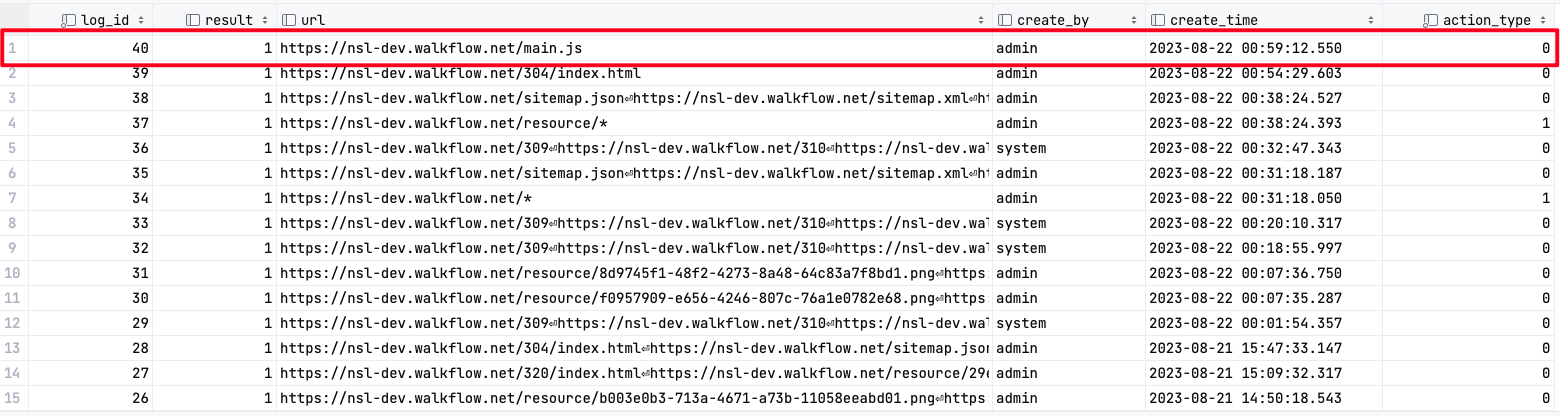 log_id result url create_by create_time action_type
1 40 1 https://nsl-dev.walkflow.net/main.js admin 2023-08-22 00:59:12.550 0
2 39 1 https://nsl-dev.walkflow.net/304/index.html admin 2023-08-22 00:54:29.603 0
3 38 1 https://nsl-dev.walkflow.net/sitemap.json⏎https://nsl-dev.walkflow.net/sitemap.xml⏎ht admin 2023-08-22 00:38:24.527 0
4 37 1 https://nsl-dev.walkflow.net/resource/* admin 2023-08-22 00:38:24.393 1
5 36 1 https://nsl-dev.walkflow.net/309⏎https://nsl-dev.walkflow.net/310⏎https://nsl-dev.wal system 2023-08-22 00:32:47.343 0
6 35 1 https://nsl-dev.walkflow.net/sitemap.json⏎https://nsl-dev.walkflow.net/sitemap.xml⏎ht admin 2023-08-22 00:31:18.187 0
7 34 1 https://nsl-dev.walkflow.net/* admin 2023-08-22 00:31:18.050 1
8 33 1 https://nsl-dev.walkflow.net/309⏎https://nsl-dev.walkflow.net/310⏎https://nsl-dev.wal system 2023-08-22 00:20:10.317 0
9 32 1 https://nsl-dev.walkflow.net/309⏎https://nsl-dev.walkflow.net/310⏎https://nsl-dev.wal system 2023-08-22 00:18:55.997 0
10 31 1 https://nsl-dev.walkflow.net/resource/8d9745f1-48f2-4273-8a48-64c83a7f8bd1.png⏎https admin 2023-08-22 00:07:36.750 0
11 30 1 https://nsl-dev.walkflow.net/resource/f0957909-e656-4246-807c-76a1e0782e68.png⏎https admin 2023-08-22 00:07:35.287 0
12 29 1 https://nsl-dev.walkflow.net/309⏎https://nsl-dev.walkflow.net/310⏎https://nsl-dev.wal system 2023-08-22 00:01:54.357 0
13 28 1 https://nsl-dev.walkflow.net/304/index.html⏎https://nsl-dev.walkflow.net/sitemap.json admin 2023-08-21 15:47:33.147 0
14 27 1 https://nsl-dev.walkflow.net/320/index.html⏎https://nsl-dev.walkflow.net/resource/29e admin 2023-08-21 15:09:32.317 0
15 26 1 https://nsl-dev.walkflow.net/resource/b003e0b3-713a-4671-a73b-11058eeabd01.png⏎https admin 2023-08-21 14:50:18.543 0